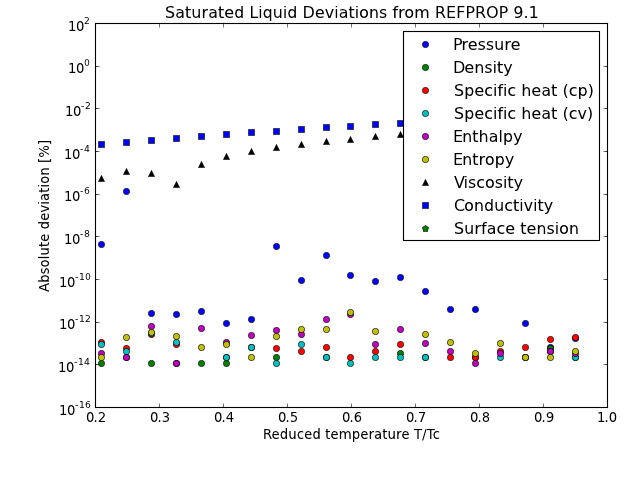 Saturated Liquid Deviations from REFPROP 9.1
10^2
10^0
10^-2
10^-4
10^-6
10^-8
10^-10
10^-12
10^-14
10^-16
Absolute deviation [%]
Pressure
Density
Specific heat (cp)
Specific heat (cv)
Enthalpy
Entropy
Viscosity
Conductivity
Surface tension
0.2 0.3 0.4 0.5 0.6 0.7 0.8 0.9 1.0
Reduced temperature T/Tc